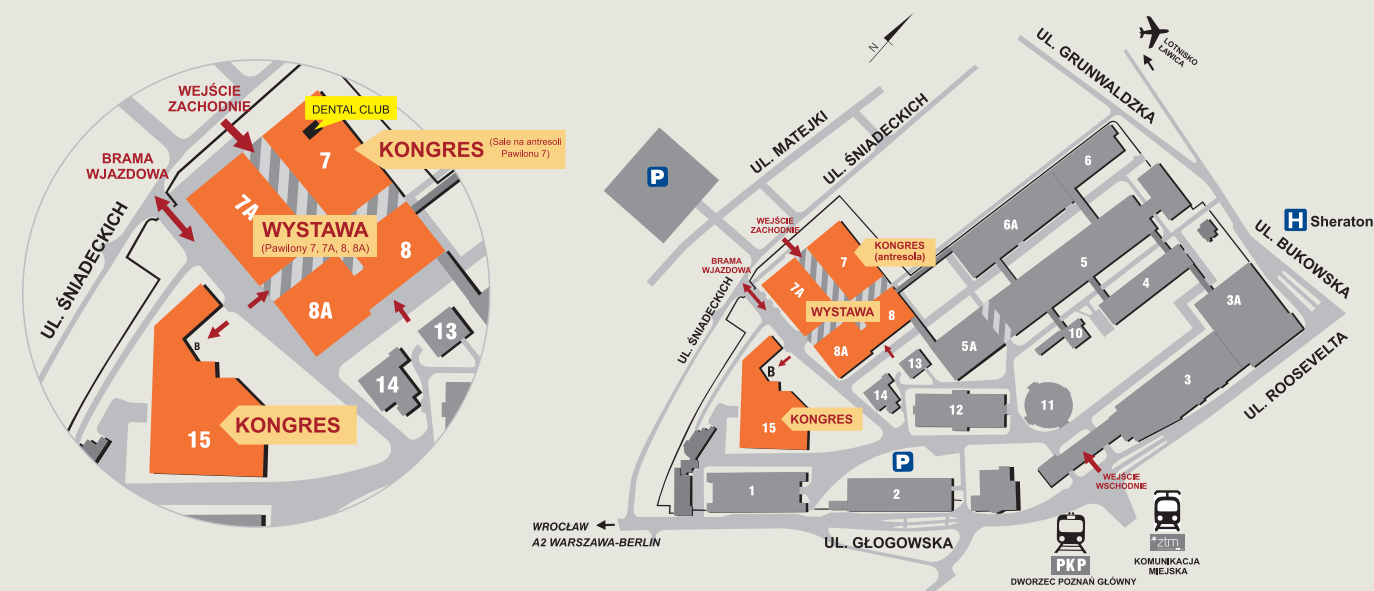 WEJŚCIE
ZACHODNIE
DENTAL CLUB
BRAMA
WJAZDOWA
7
KONGRES
(Sale na antresoli
Pawilonu 7)
7A
WYSTAWA
(Pawilony 7, 7A, 8, 8A)
8
8A
UL. ŚNIADECKICH
B
13
14
15
KONGRES
N
UL. MATEJKI
UL. ŚNIADECKICH
UL. GRUNWALDZKA
LOTNISKO
ŁAWICA
P
H Sheraton
UL. BUKOWSKA
UL. ROOSEVELTA
WEJŚCIE
ZACHODNIE
BRAMA
WJAZDOWA
UL. ŚNIADECKICH
7
KONGRES
(antresola)
7A
WYSTAWA
8
8A
B
15
KONGRES
6
6A
5
5A
4
3A
3
10
11
12
13
14
P
1
2
WEJŚCIE
WSCHODNIE
WROCŁAW
A2 WARSZAWA-BERLIN
UL. GŁOGOWSKA
PKP
DWORZEC POZNAŃ GŁÓWNY
*ztm_
KOMUNIKACJA
MIEJSKA